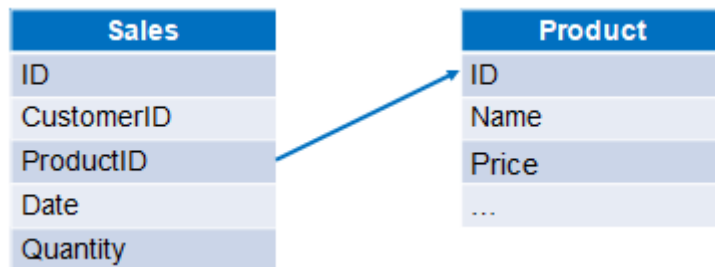 Sales
ID
CustomerID
ProductID
Date
Quantity
Product
ID
Name
Price
...